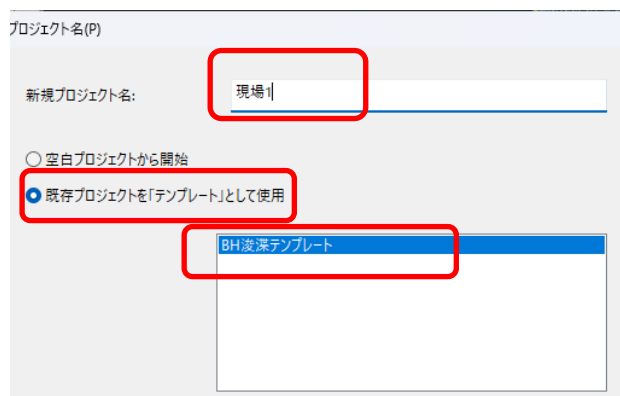 プロジェクト名(P)
新規プロジェクト名:
現場1
空白プロジェクトから開始
既存プロジェクトを「テンプレート」として使用
BH浚渫テンプレート